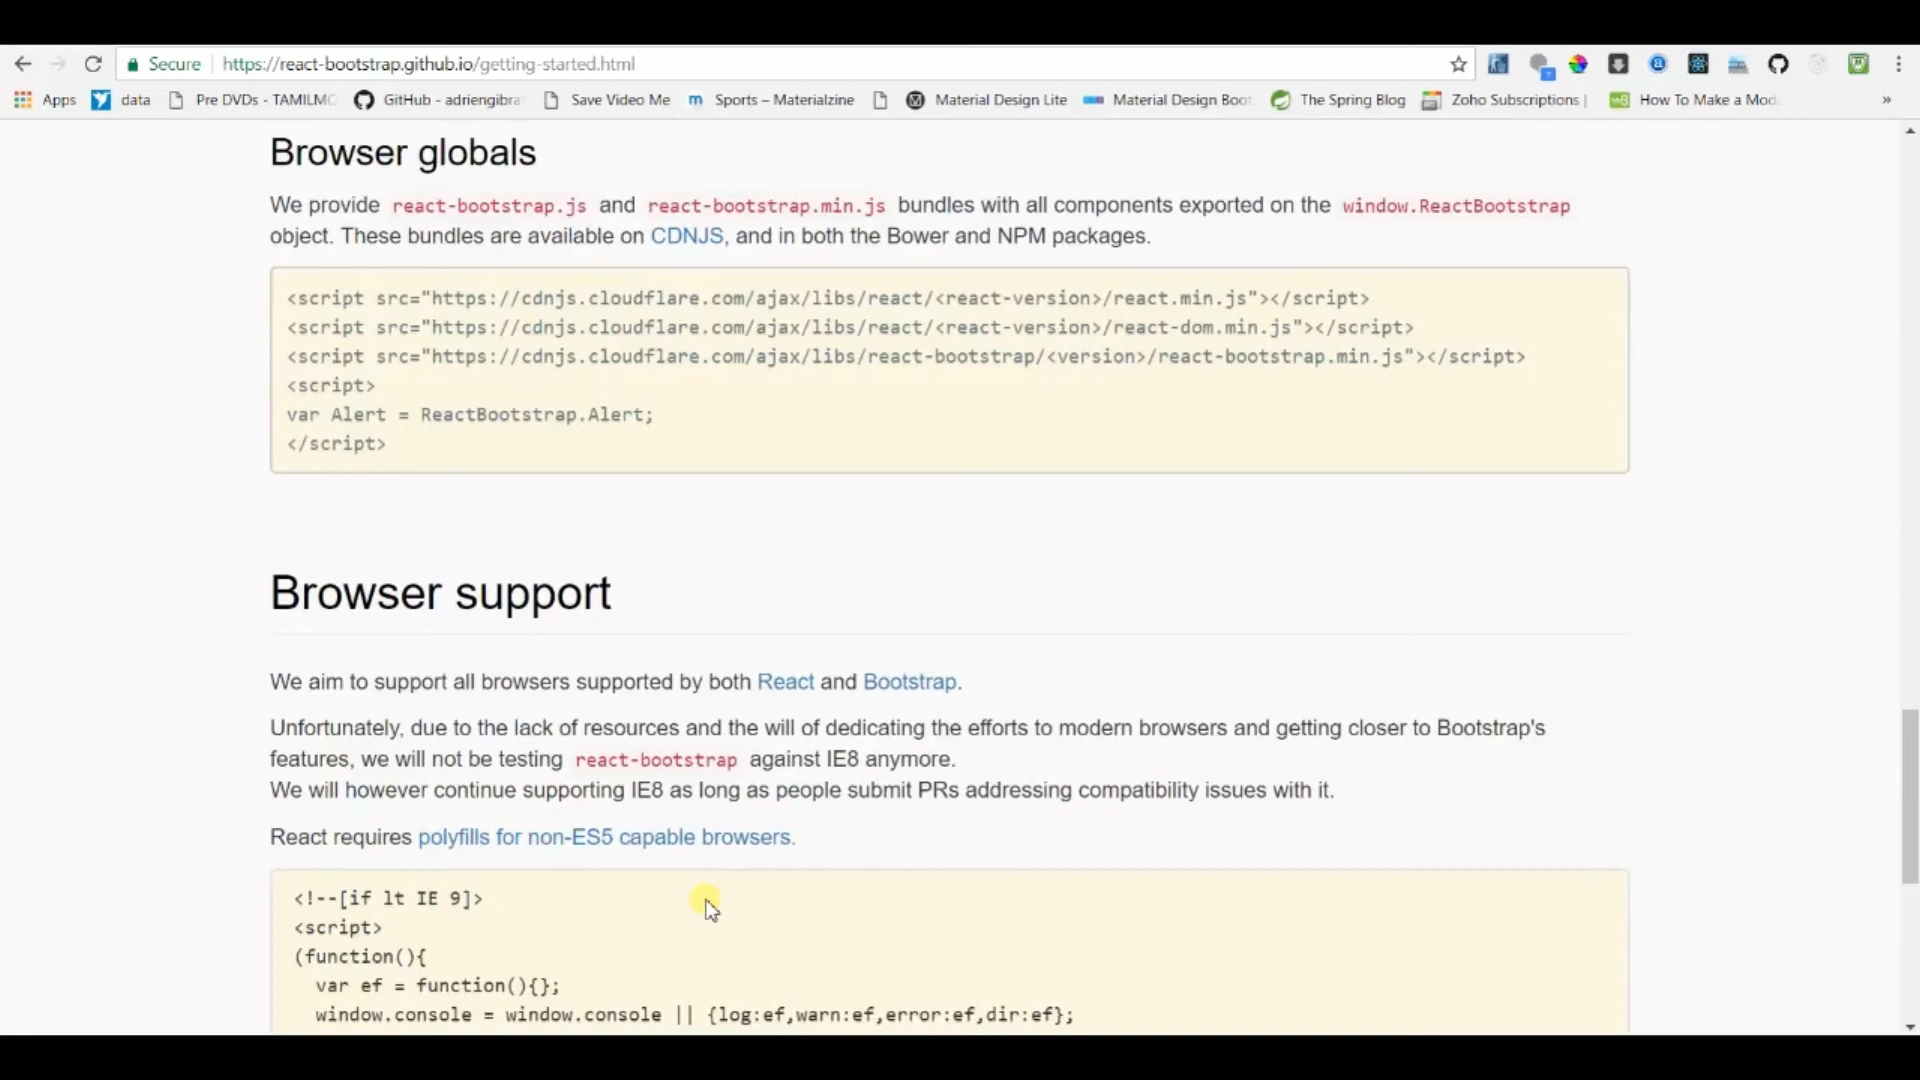 Secure https://react-bootstrap.github.io/getting-started.html
Apps data Pre DVDs - TAMILMC GitHub - adriengibra Save Video Me Sports – Materialzine Material Design Lite Material Design Boot The Spring Blog Zoho Subscriptions | How To Make a Mod »
Browser globals
We provide react-bootstrap.js and react-bootstrap.min.js bundles with all components exported on the window.ReactBootstrap
object. These bundles are available on CDNJS, and in both the Bower and NPM packages.
<script src="https://cdnjs.cloudflare.com/ajax/libs/react/<react-version>/react.min.js"></script>
<script src="https://cdnjs.cloudflare.com/ajax/libs/react/<react-version>/react-dom.min.js"></script>
<script src="https://cdnjs.cloudflare.com/ajax/libs/react-bootstrap/<version>/react-bootstrap.min.js"></script>
<script>
var Alert = ReactBootstrap.Alert;
</script>
Browser support
We aim to support all browsers supported by both React and Bootstrap.
Unfortunately, due to the lack of resources and the will of dedicating the efforts to modern browsers and getting closer to Bootstrap's
features, we will not be testing react-bootstrap against IE8 anymore.
We will however continue supporting IE8 as long as people submit PRs addressing compatibility issues with it.
React requires polyfills for non-ES5 capable browsers.
<!--[if lt IE 9]>
<script>
(function(){
var ef = function(){};
window.console = window.console || {log:ef,warn:ef,error:ef,dir:ef};